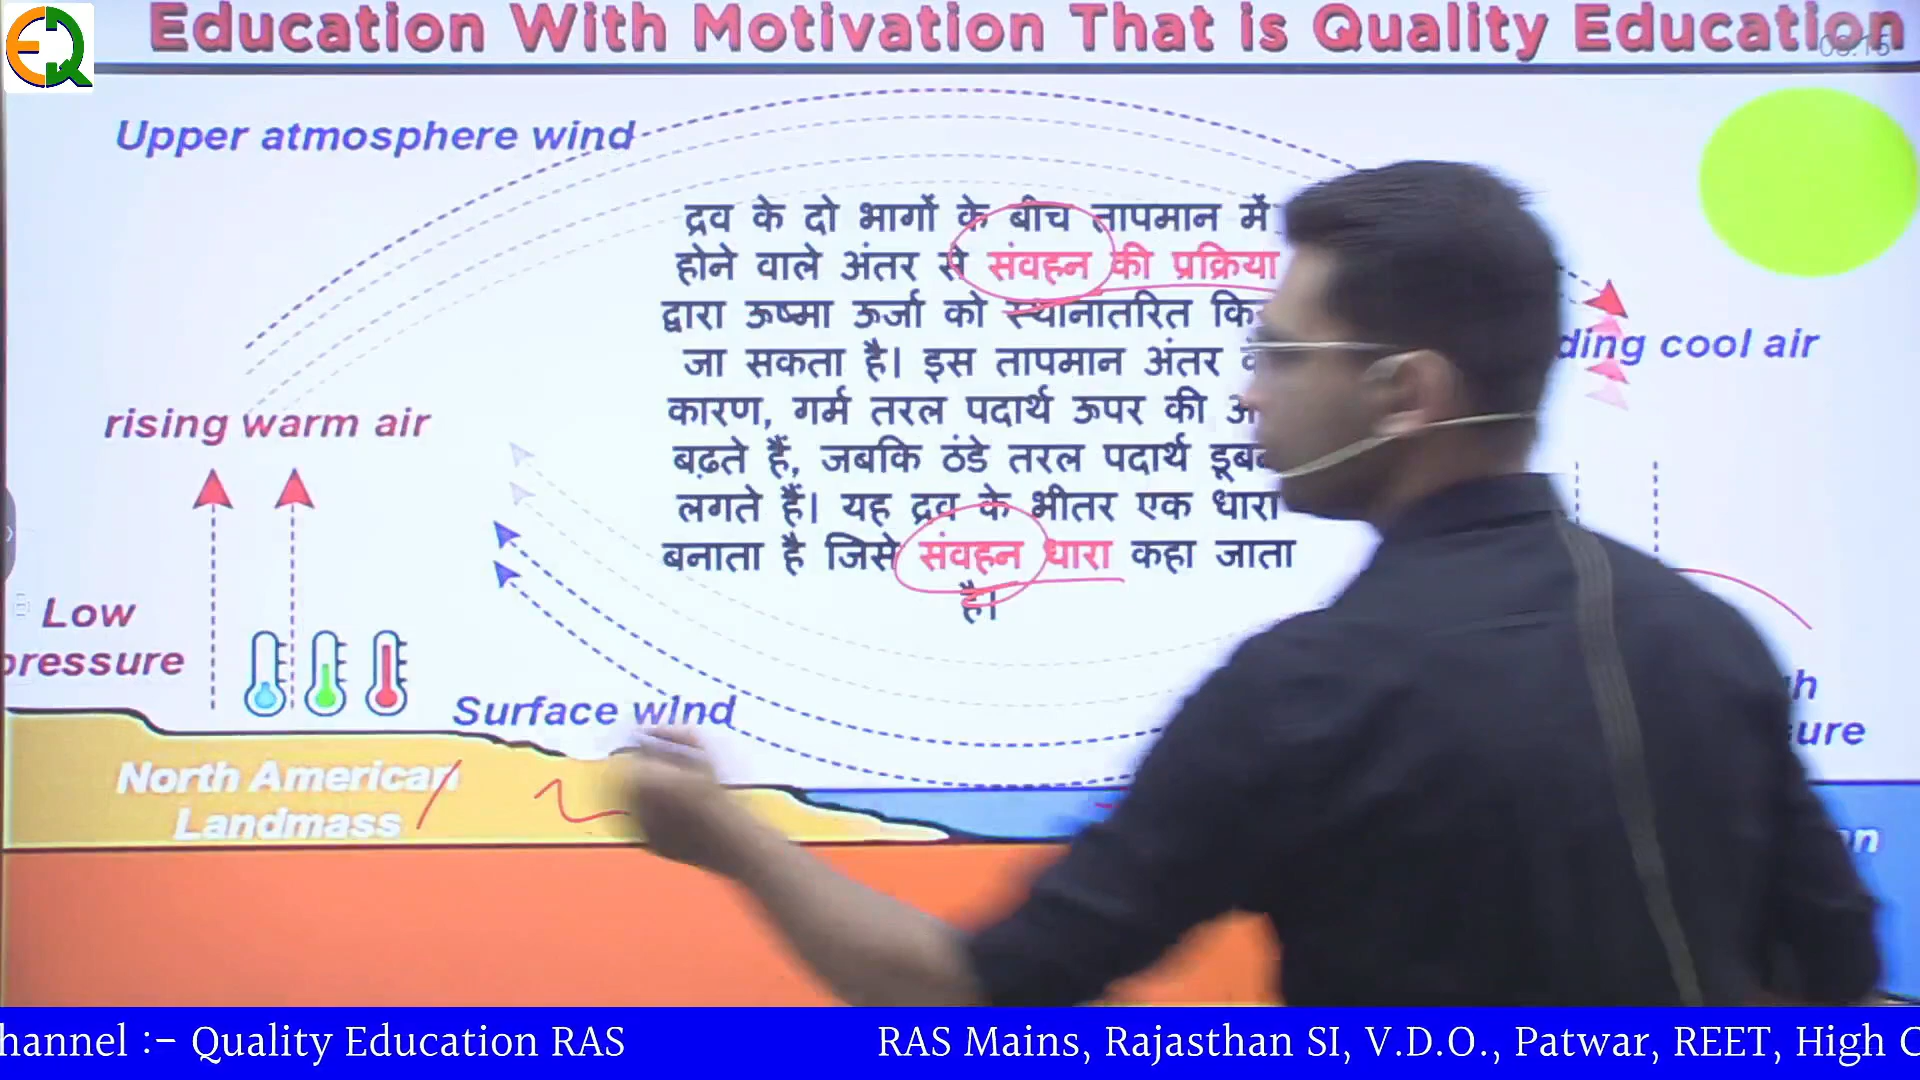 Education With Motivation That is Quality Education
Upper atmosphere wind
द्रव के दो भागों के बीच तापमान में
होने वाले अंतर से संवहन की प्रक्रिया
द्वारा ऊष्मा ऊर्जा को स्थानातरित
जा सकता है। इस तापमान अंतर
कारण, गर्म तरल पदार्थ ऊपर की
बढ़ते हैं, जबकि ठंडे तरल पदार्थ
लगते हैं। यह द्रव के भीतर एक धारा
बनाता है जिसे संवहन धारा कहा जाता
है।
cool air
rising warm air
Low
pressure
Surface wind
North American
Landmass
:- Quality Education RAS
RAS Mains, Rajasthan SI, V.D.O., Patwar, REET, High